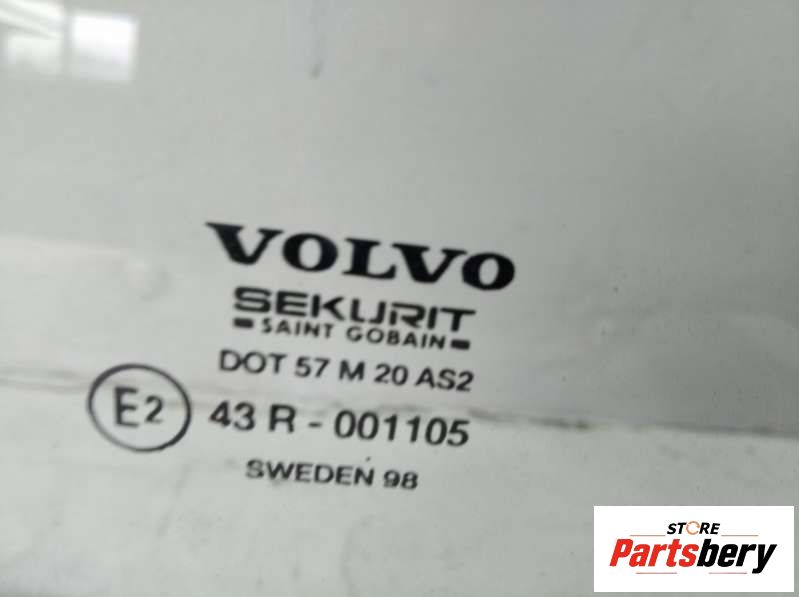 VOLVO
SEKURIT
SAINT GOBAIN
DOT 57 M 20 AS2
E2 43 R - 001105
SWEDEN 98
STORE
Partsbery